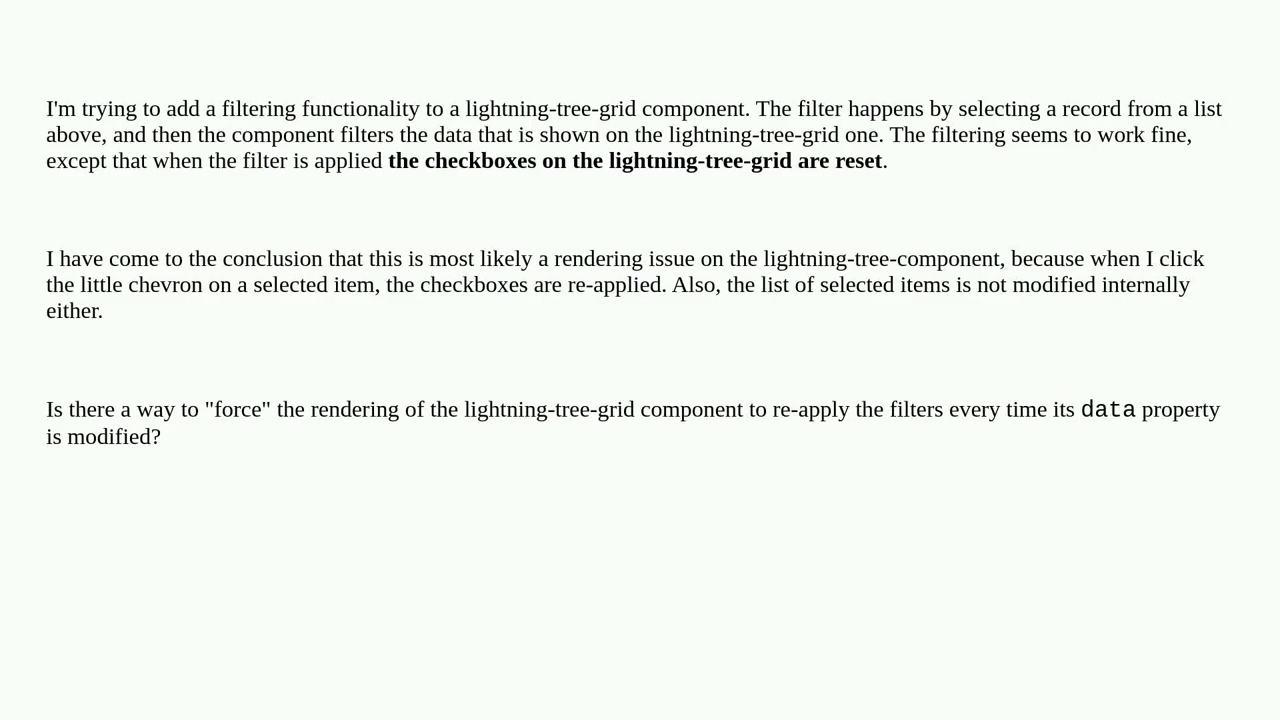 I'm trying to add a filtering functionality to a lightning-tree-grid component. The filter happens by selecting a record from a list
above, and then the component filters the data that is shown on the lightning-tree-grid one. The filtering seems to work fine,
except that when the filter is applied the checkboxes on the lightning-tree-grid are reset.
I have come to the conclusion that this is most likely a rendering issue on the lightning-tree-component, because when I click
the little chevron on a selected item, the checkboxes are re-applied. Also, the list of selected items is not modified internally
either.
Is there a way to "force" the rendering of the lightning-tree-grid component to re-apply the filters every time its data property
is modified?